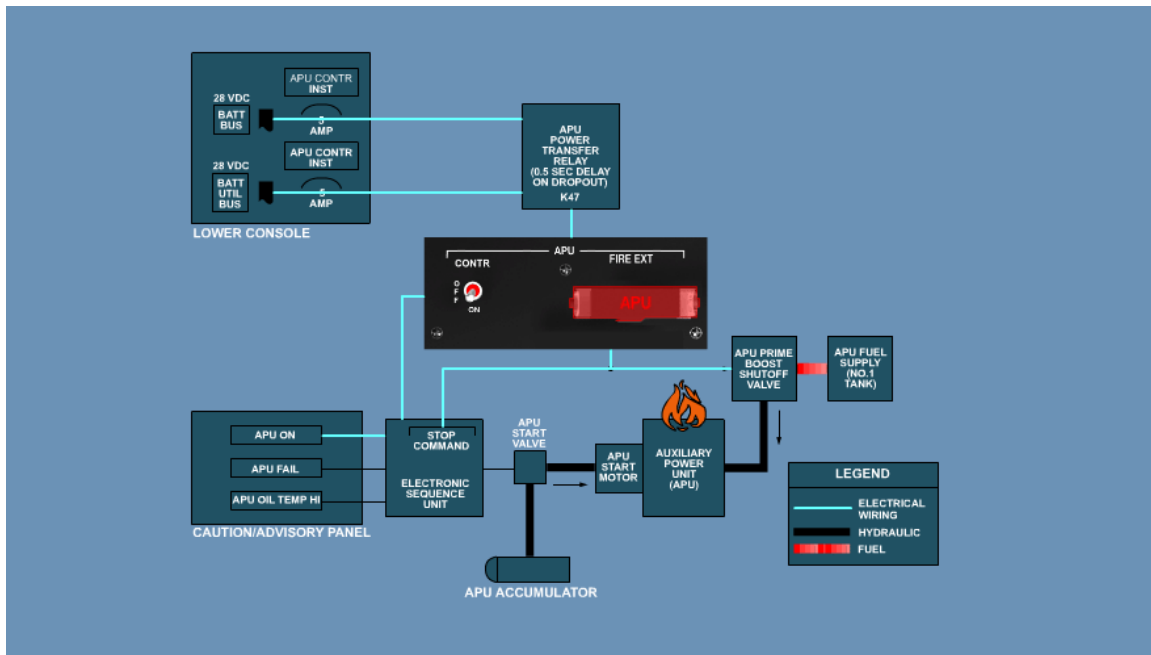 APU CONTR
INST
28 VDC
BATT
BUS
5
AMP
APU CONTR
INST
28 VDC
BATT
UTIL
BUS
5
AMP
LOWER CONSOLE
APU
POWER
TRANSFER
RELAY
(0.5 SEC DELAY
ON DROPOUT)
K47
APU
CONTR
FIRE EXT
OFF
ON
APU
APU PRIME
BOOST
SHUTOFF
VALVE
APU FUEL
SUPPLY
(NO.1
TANK)
APU ON
APU FAIL
APU OIL TEMP HI
CAUTION/ADVISORY PANEL
STOP
COMMAND
ELECTRONIC
SEQUENCE
UNIT
APU
START
VALVE
APU
START
MOTOR
AUXILIARY
POWER
UNIT
(APU)
APU ACCUMULATOR
LEGEND
ELECTRICAL
WIRING
HYDRAULIC
FUEL